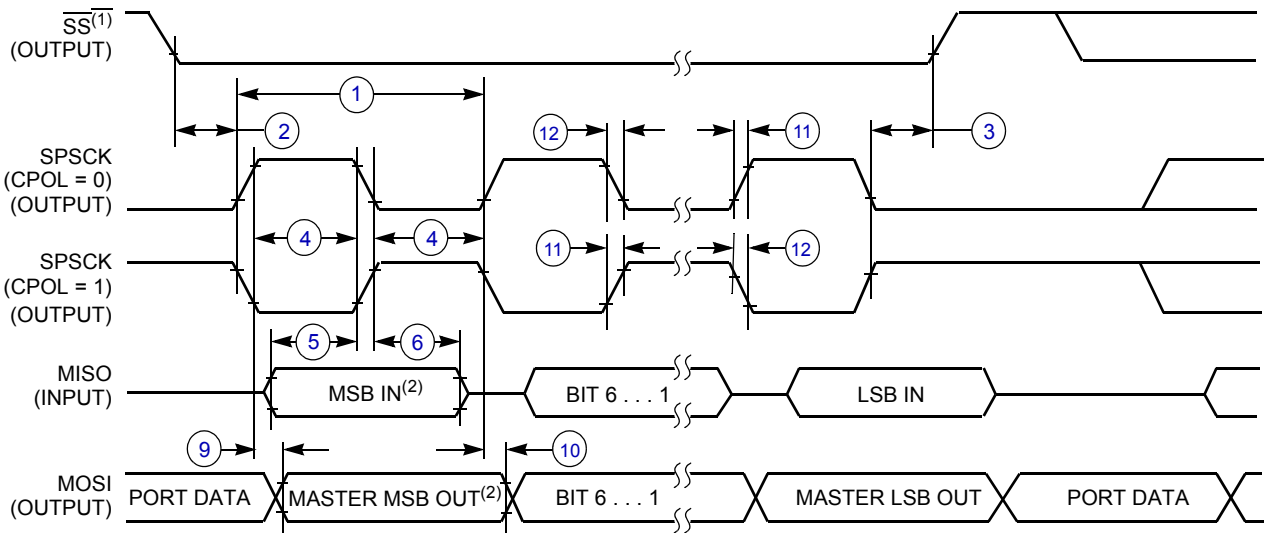 SS(1)
(OUTPUT)
1
2
12
11
3
SPSCK
(CPOL = 0)
(OUTPUT)
4
4
11
12
SPSCK
(CPOL = 1)
(OUTPUT)
5
6
MISO
(INPUT)
MSB IN(2)
BIT 6 . . . 1
LSB IN
9
10
MOSI
(OUTPUT)
PORT DATA
MASTER MSB OUT(2)
BIT 6 . . . 1
MASTER LSB OUT
PORT DATA